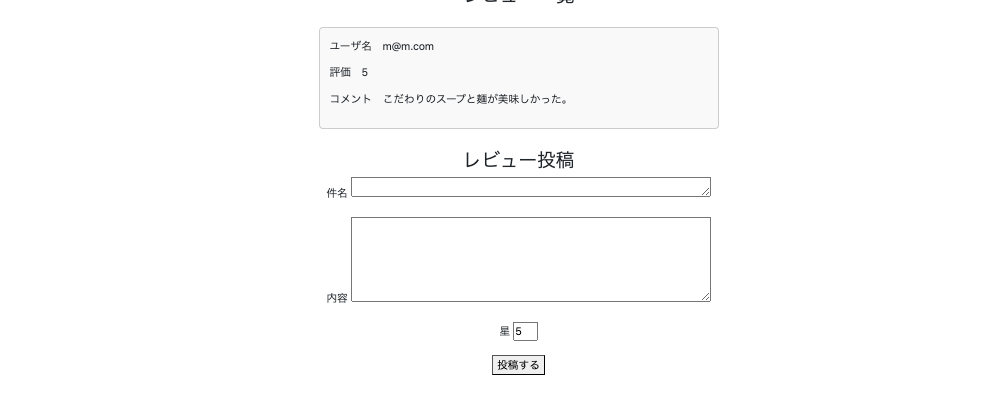 ユーザ名　m@m.com
評価　5
コメント　こだわりのスープと麺が美味しかった。
レビュー投稿
件名
内容
星 5
投稿する